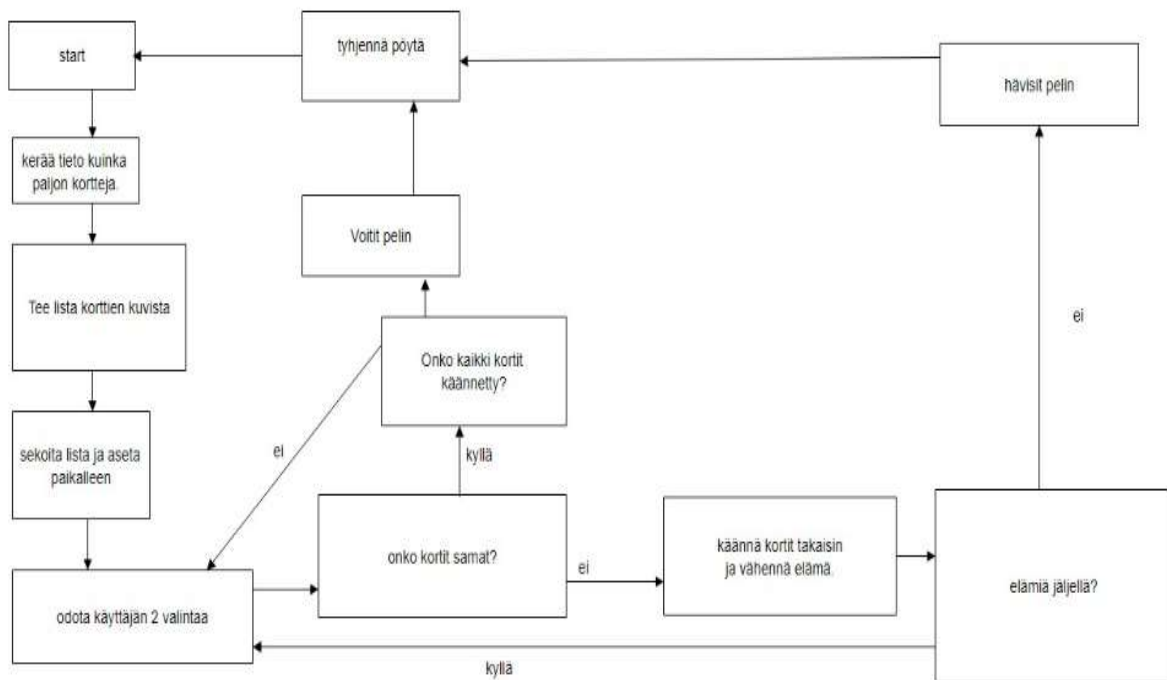 start
tyhjennä pöytä
hävisit pelin
kerää tieto kuinka
paljon kortteja.
Voitit pelin
Tee lista korttien kuvista
ei
Onko kaikki kortit
käännetty?
sekoita lista ja aseta
paikalleen
ei
kyllä
onko kortit samat?
ei
käännä kortit takaisin
ja vähennä elämä.
elämiä jäljellä?
odota käyttäjän 2 valintaa
kyllä